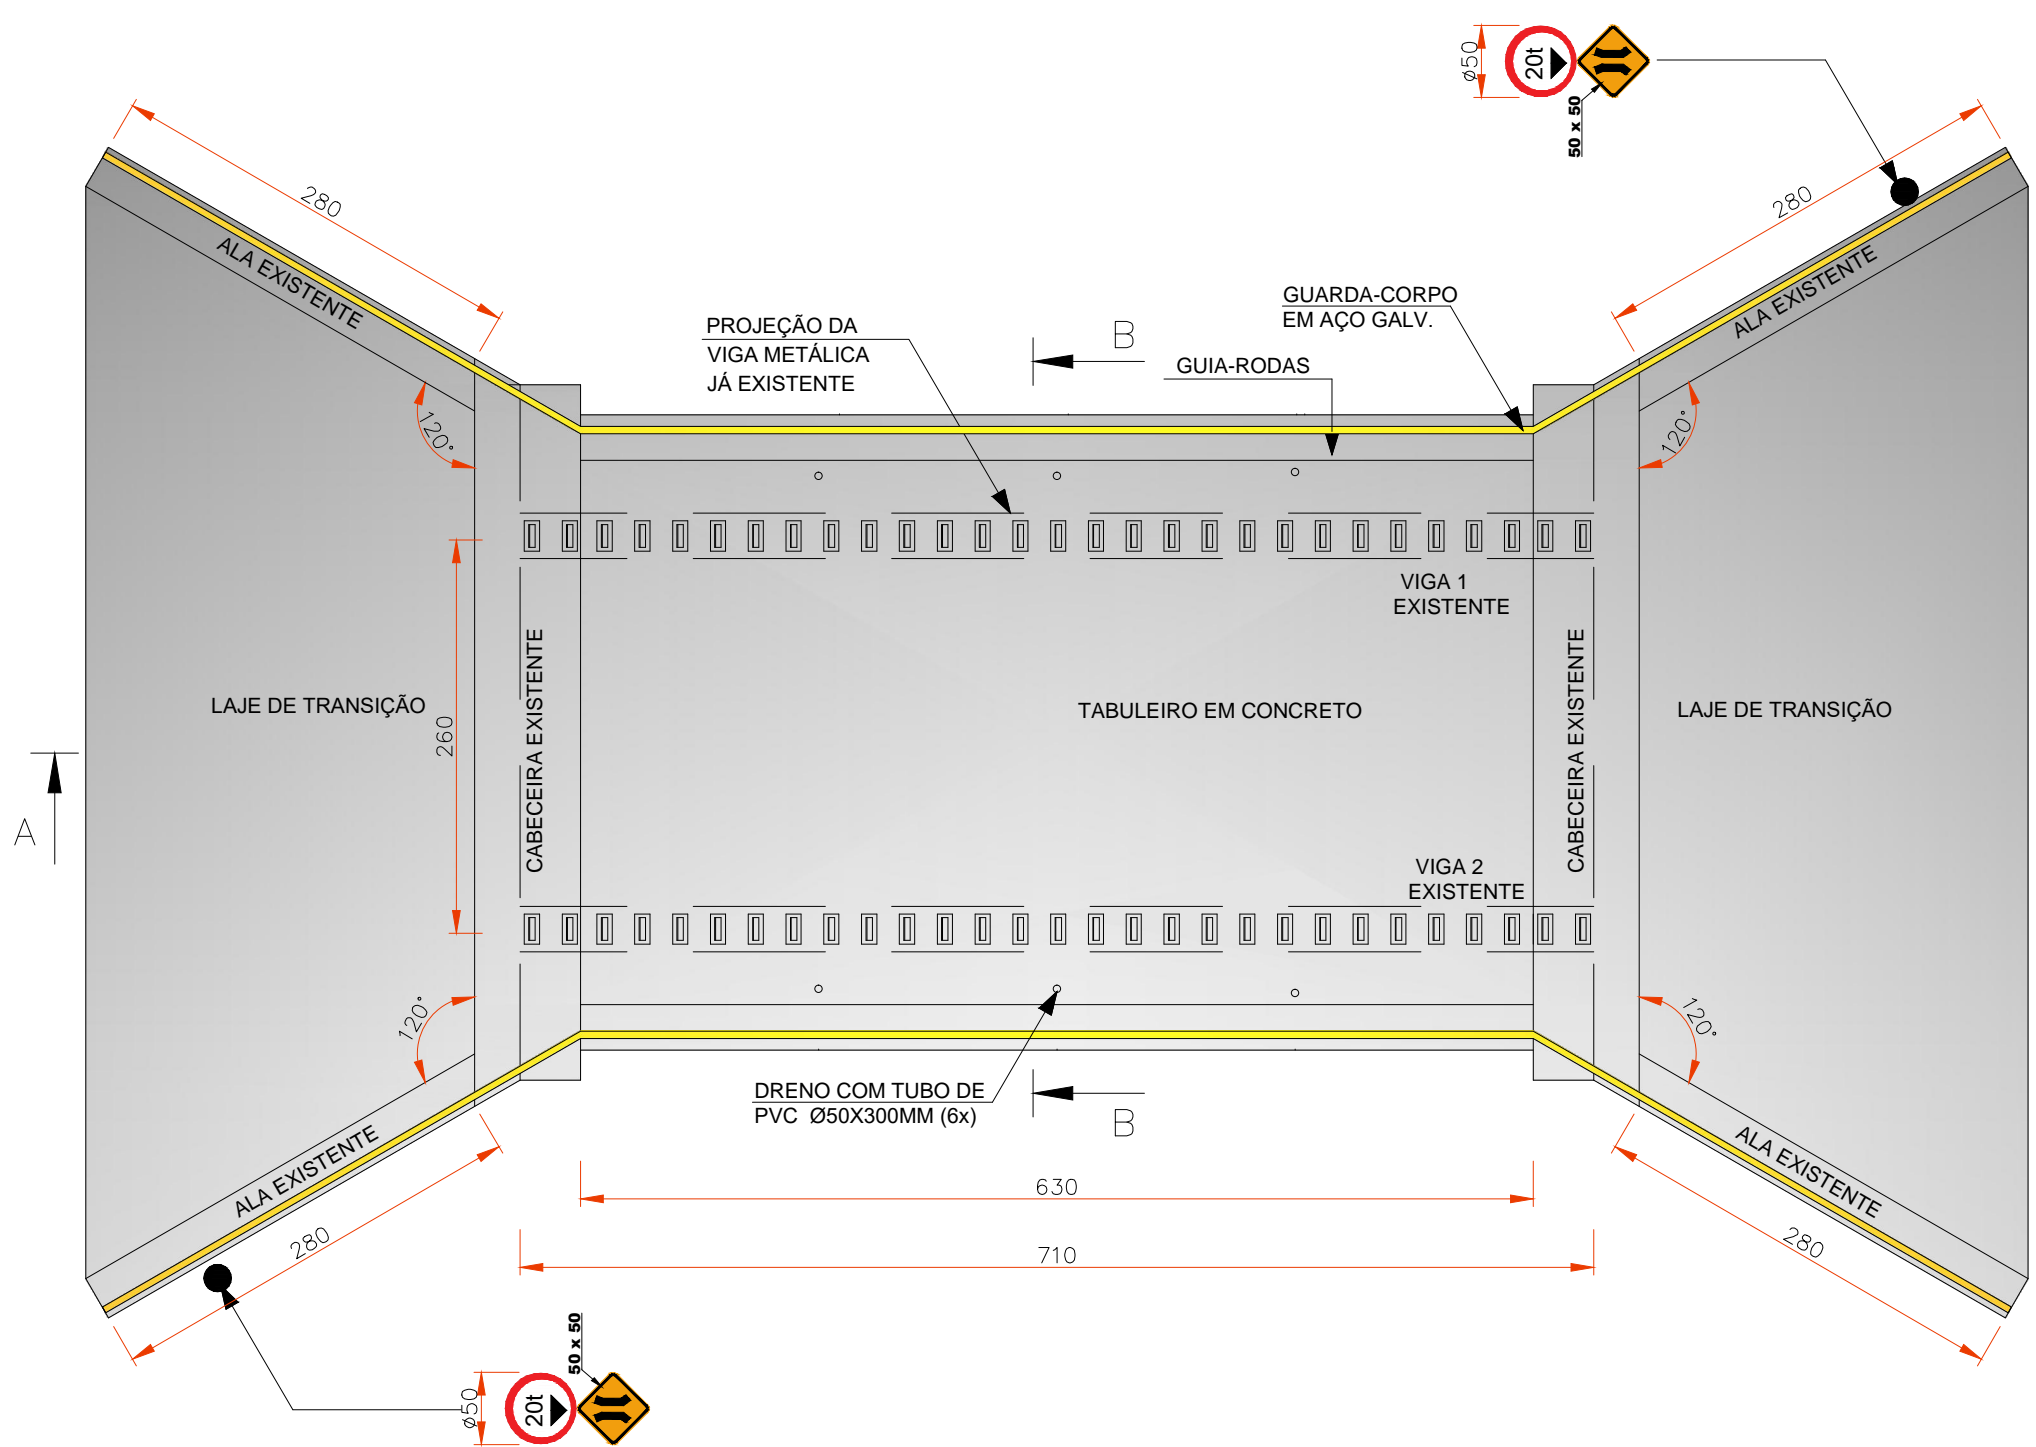 ø50
20t
50 x 50
280
280
ALA EXISTENTE
ALA EXISTENTE
PROJEÇÃO DA
VIGA METÁLICA
JÁ EXISTENTE
B
GUARDA-CORPO
EM AÇO GALV.
GUIA-RODAS
120°
120°
VIGA 1
EXISTENTE
CABECEIRA EXISTENTE
CABECEIRA EXISTENTE
LAJE DE TRANSIÇÃO
260
TABULEIRO EM CONCRETO
LAJE DE TRANSIÇÃO
A
VIGA 2
EXISTENTE
120°
120°
DRENO COM TUBO DE
PVC Ø50X300MM (6x)
B
ALA EXISTENTE
ALA EXISTENTE
630
280
280
710
50 x 50
ø50
20t